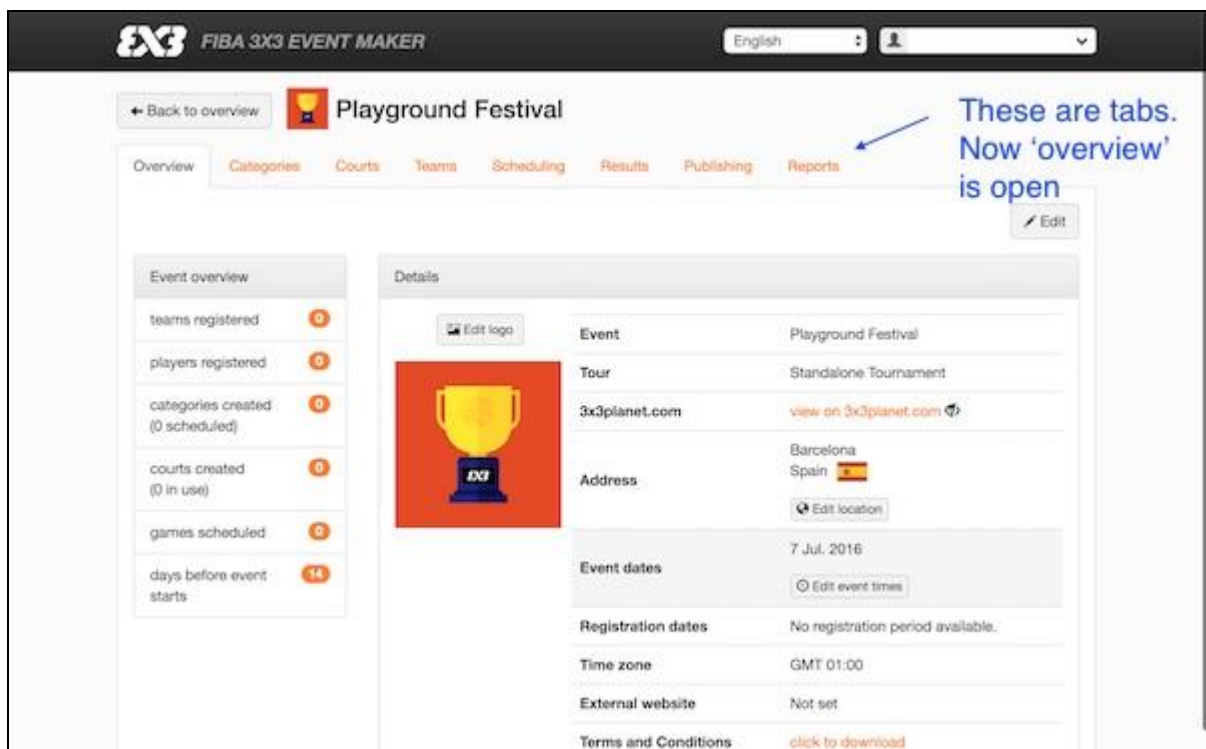 3X3 FIBA 3X3 EVENT MAKER English
Back to overview Playground Festival
These are tabs.
Now ‘overview’
is open
Overview Categories Courts Teams Scheduling Results Publishing Reports
Edit
Event overview
teams registered 0
players registered 0
categories created 0
(0 scheduled)
courts created 0
(0 in use)
games scheduled 0
days before event 14
starts
Details
Edit logo
3X3
Event Playground Festival
Tour Standalone Tournament
3x3planet.com view on 3x3planet.com
Address Barcelona
Spain
Edit location
Event dates 7 Jul. 2016
Edit event times
Registration dates No registration period available.
Time zone GMT 01:00
External website Not set
Terms and Conditions click to download